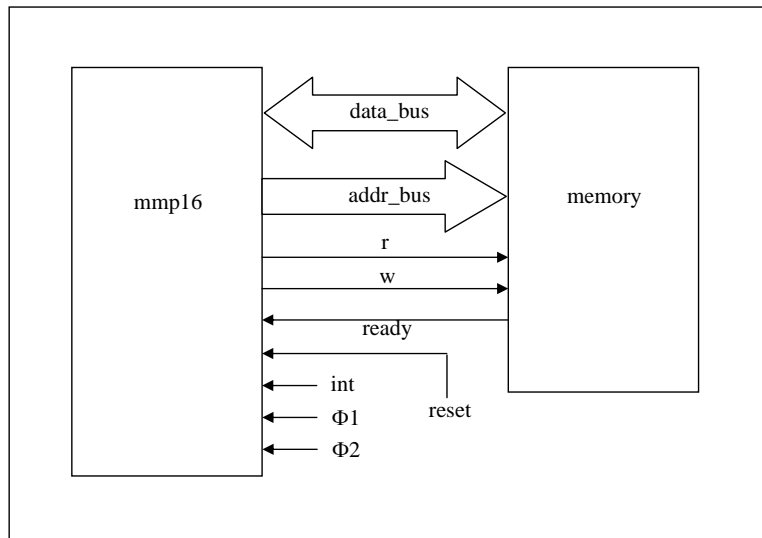 data_bus
mmp16
addr_bus
memory
r
w
ready
int
reset
Φ1
Φ2